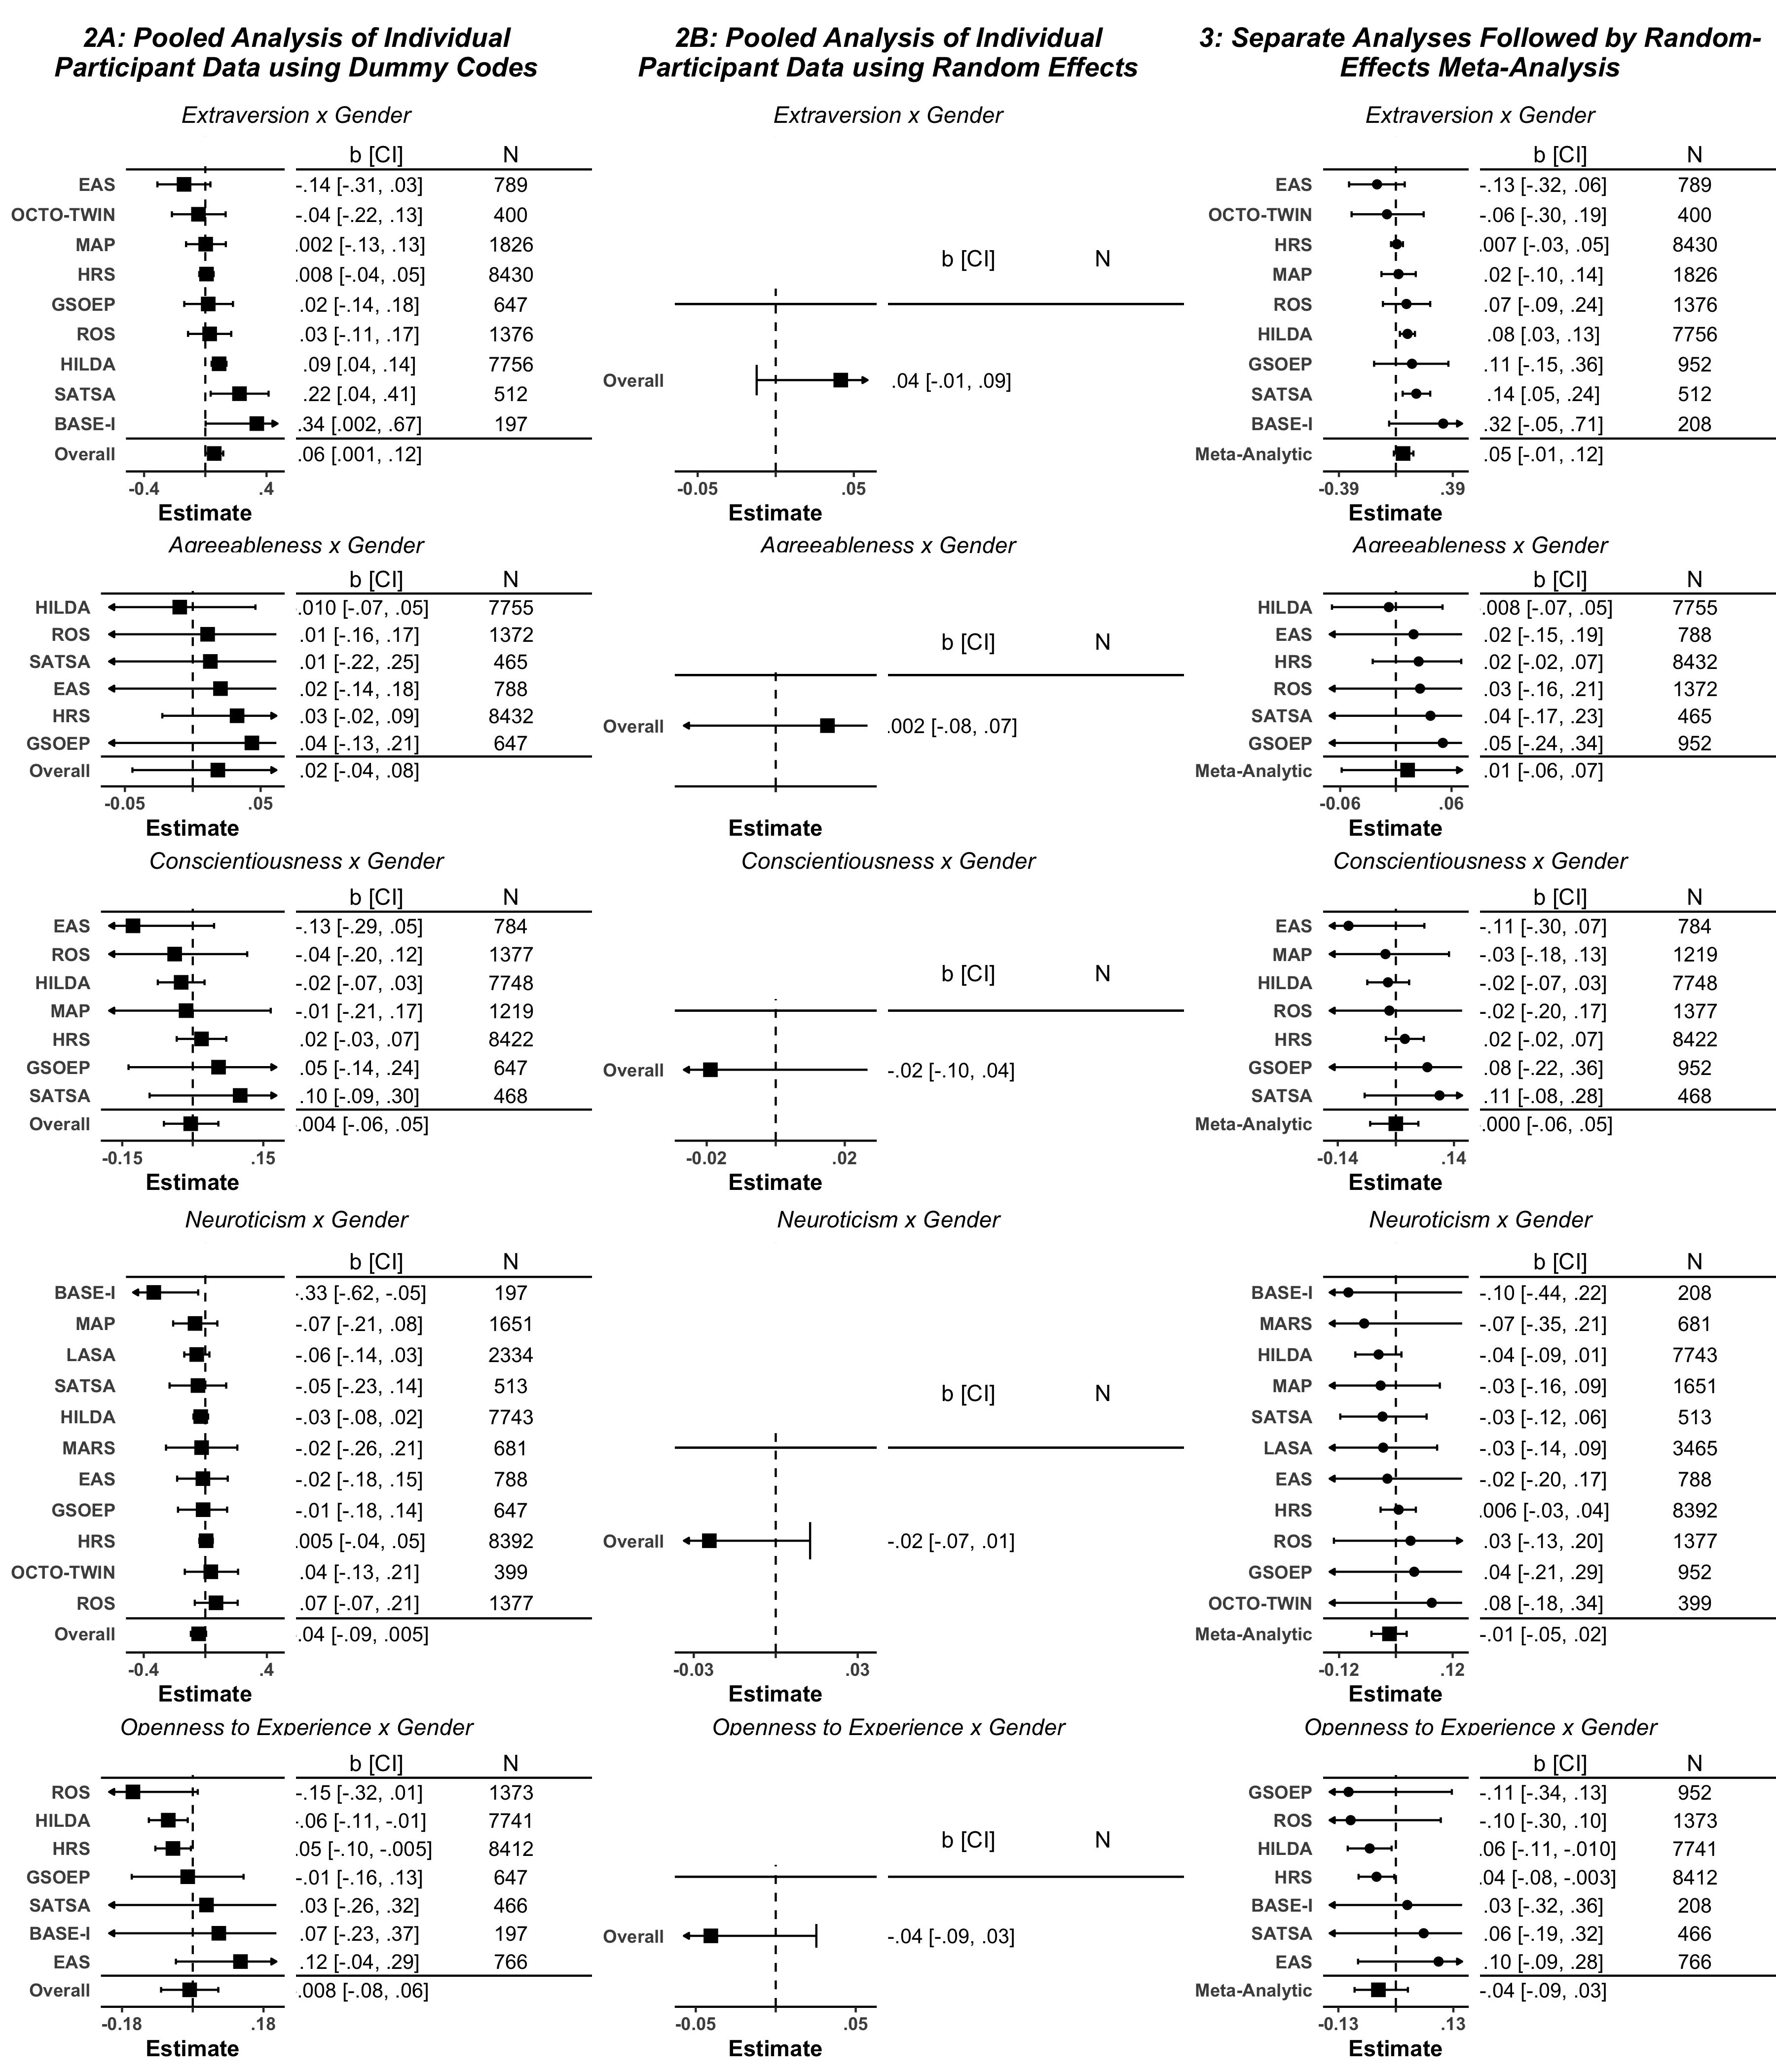 2A: Pooled Analysis of Individual
Participant Data using Dummy Codes
2B: Pooled Analysis of Individual
Participant Data using Random Effects
3: Separate Analyses Followed by Random-
Effects Meta-Analysis
Extraversion x Gender
b [CI] N
EAS -.14 [-.31, .03] 789
OCTO-TWIN -.04 [-.22, .13] 400
MAP .002 [-.13, .13] 1826
HRS .008 [-.04, .05] 8430
GSOEP .02 [-.14, .18] 647
ROS .03 [-.11, .17] 1376
HILDA .09 [.04, .14] 7756
SATSA .22 [.04, .41] 512
BASE-I .34 [.002, .67] 197
Overall .06 [.001, .12]
-0.4 .4
Estimate
Extraversion x Gender
b [CI] N
Overall .04 [-.01, .09]
-0.05 .05
Estimate
Extraversion x Gender
b [CI] N
EAS -.13 [-.32, .06] 789
OCTO-TWIN -.06 [-.30, .19] 400
HRS .007 [-.03, .05] 8430
MAP .02 [-.10, .14] 1826
ROS .07 [-.09, .24] 1376
HILDA .08 [.03, .13] 7756
GSOEP .11 [-.15, .36] 952
SATSA .14 [.05, .24] 512
BASE-I .32 [-.05, .71] 208
Meta-Analytic .05 [-.01, .12]
-0.39 .39
Estimate
Agreeableness x Gender
b [CI] N
HILDA .010 [-.07, .05] 7755
ROS .01 [-.16, .17] 1372
SATSA .01 [-.22, .25] 465
EAS .02 [-.14, .18] 788
HRS .03 [-.02, .09] 8432
GSOEP .04 [-.13, .21] 647
Overall .02 [-.04, .08]
-0.05 .05
Estimate
Agreeableness x Gender
b [CI] N
Overall .002 [-.08, .07]
Estimate
Agreeableness x Gender
b [CI] N
HILDA .008 [-.07, .05] 7755
EAS .02 [-.15, .19] 788
HRS .02 [-.02, .07] 8432
ROS .03 [-.16, .21] 1372
SATSA .04 [-.17, .23] 465
GSOEP .05 [-.24, .34] 952
Meta-Analytic .01 [-.06, .07]
-0.06 .06
Estimate
Conscientiousness x Gender
b [CI] N
EAS -.13 [-.29, .05] 784
ROS -.04 [-.20, .12] 1377
HILDA -.02 [-.07, .03] 7748
MAP -.01 [-.21, .17] 1219
HRS .02 [-.03, .07] 8422
GSOEP .05 [-.14, .24] 647
SATSA .10 [-.09, .30] 468
Overall .004 [-.06, .05]
-0.15 .15
Estimate
Conscientiousness x Gender
b [CI] N
Overall -.02 [-.10, .04]
-0.02 .02
Estimate
Conscientiousness x Gender
b [CI] N
EAS -.11 [-.30, .07] 784
MAP -.03 [-.18, .13] 1219
HILDA -.02 [-.07, .03] 7748
ROS -.02 [-.20, .17] 1377
HRS .02 [-.02, .07] 8422
GSOEP .08 [-.22, .36] 952
SATSA .11 [-.08, .28] 468
Meta-Analytic .000 [-.06, .05]
-0.14 .14
Estimate
Neuroticism x Gender
b [CI] N
BASE-I -.33 [-.62, -.05] 197
MAP -.07 [-.21, .08] 1651
LASA -.06 [-.14, .03] 2334
SATSA -.05 [-.23, .14] 513
HILDA -.03 [-.08, .02] 7743
MARS -.02 [-.26, .21] 681
EAS -.02 [-.18, .15] 788
GSOEP -.01 [-.18, .14] 647
HRS .005 [-.04, .05] 8392
OCTO-TWIN .04 [-.13, .21] 399
ROS .07 [-.07, .21] 1377
Overall .04 [-.09, .005]
-0.4 .4
Estimate
Neuroticism x Gender
b [CI] N
Overall -.02 [-.07, .01]
-0.03 .03
Estimate
Neuroticism x Gender
b [CI] N
BASE-I -.10 [-.44, .22] 208
MARS -.07 [-.35, .21] 681
HILDA -.04 [-.09, .01] 7743
MAP -.03 [-.16, .09] 1651
SATSA -.03 [-.12, .06] 513
LASA -.03 [-.14, .09] 3465
EAS -.02 [-.20, .17] 788
HRS .006 [-.03, .04] 8392
ROS .03 [-.13, .20] 1377
GSOEP .04 [-.21, .29] 952
OCTO-TWIN .08 [-.18, .34] 399
Meta-Analytic -.01 [-.05, .02]
-0.12 .12
Estimate
Openness to Experience x Gender
b [CI] N
ROS -.15 [-.32, .01] 1373
HILDA -.06 [-.11, -.01] 7741
HRS .05 [-.10, -.005] 8412
GSOEP -.01 [-.16, .13] 647
SATSA .03 [-.26, .32] 466
BASE-I .07 [-.23, .37] 197
EAS .12 [-.04, .29] 766
Overall .008 [-.08, .06]
-0.18 .18
Estimate
Openness to Experience x Gender
b [CI] N
Overall -.04 [-.09, .03]
-0.05 .05
Estimate
Openness to Experience x Gender
b [CI] N
GSOEP -.11 [-.34, .13] 952
ROS -.10 [-.30, .10] 1373
HILDA .06 [-.11, -.010] 7741
HRS .04 [-.08, -.003] 8412
BASE-I .03 [-.32, .36] 208
SATSA .06 [-.19, .32] 466
EAS .10 [-.09, .28] 766
Meta-Analytic -.04 [-.09, .03]
-0.13 .13
Estimate